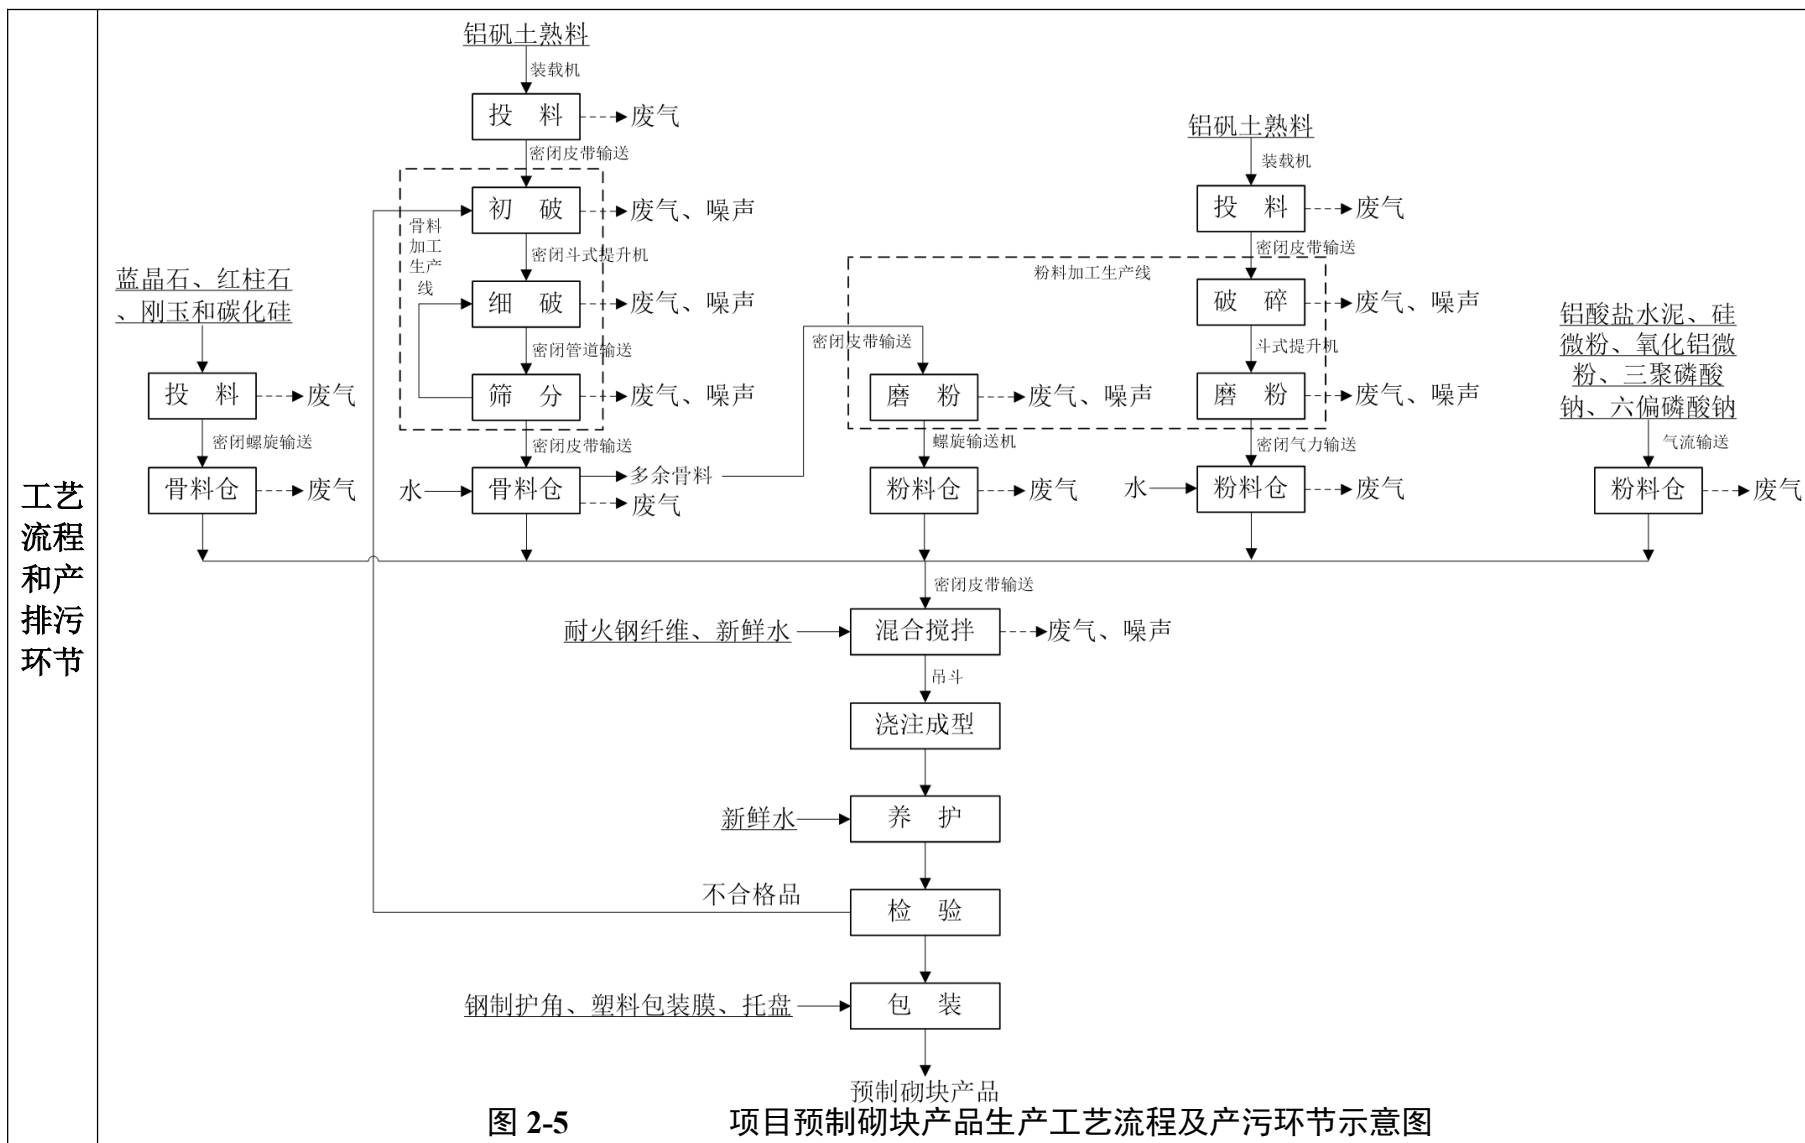 工艺
流程
和产
排污
环节
铝矾土熟料
装载机
投 料
废气
密闭皮带输送
骨料
加工
生产
线
初 破
废气、噪声
密闭斗式提升机
细 破
废气、噪声
密闭管道输送
筛 分
废气、噪声
密闭皮带输送
水
骨料仓
多余骨料
废气
蓝晶石、红柱石
、刚玉和碳化硅
投 料
废气
密闭螺旋输送
骨料仓
废气
密闭皮带输送
粉料加工生产线
磨 粉
废气、噪声
螺旋输送机
粉料仓
废气
铝矾土熟料
装载机
投 料
废气
密闭皮带输送
破 碎
废气、噪声
斗式提升机
磨 粉
废气、噪声
密闭气力输送
水
粉料仓
废气
铝酸盐水泥、硅
微粉、氧化铝微
粉、三聚磷酸
钠、六偏磷酸钠
气流输送
粉料仓
废气
密闭皮带输送
耐火钢纤维、新鲜水
混合搅拌
废气、噪声
吊斗
浇注成型
新鲜水
养 护
不合格品
检 验
钢制护角、塑料包装膜、托盘
包 装
预制砌块产品
图 2-5 项目预制砌块产品生产工艺流程及产污环节示意图